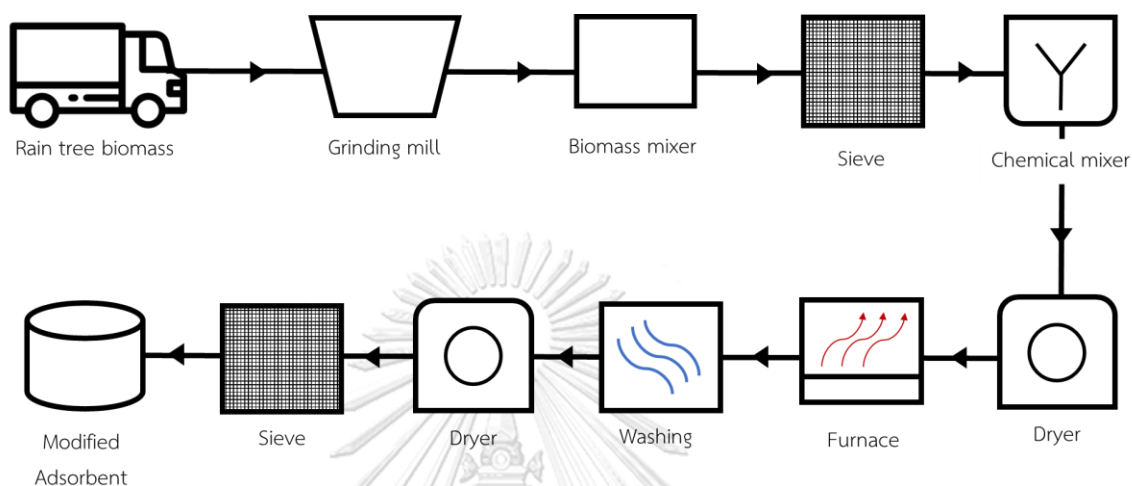 Rain tree biomass
Grinding mill
Biomass mixer
Sieve
Chemical mixer
Modified
Adsorbent
Sieve
Dryer
Washing
Furnace
Dryer